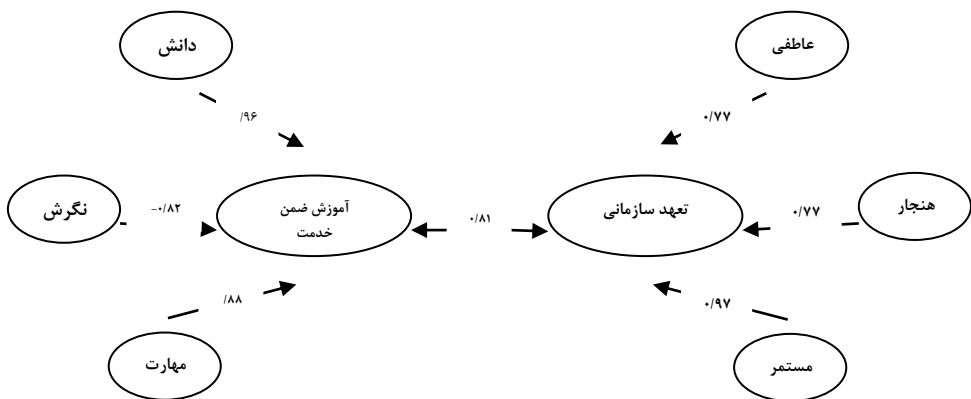 دانش
عاطفی
/۹۶
۰/۷۷
نگرش
-۰/۸۲
آموزش ضمن
خدمت
۰/۸۱
تعهد سازمانی
۰/۷۷
هنجار
/۸۸
۰/۹۷
مهارت
مستمر